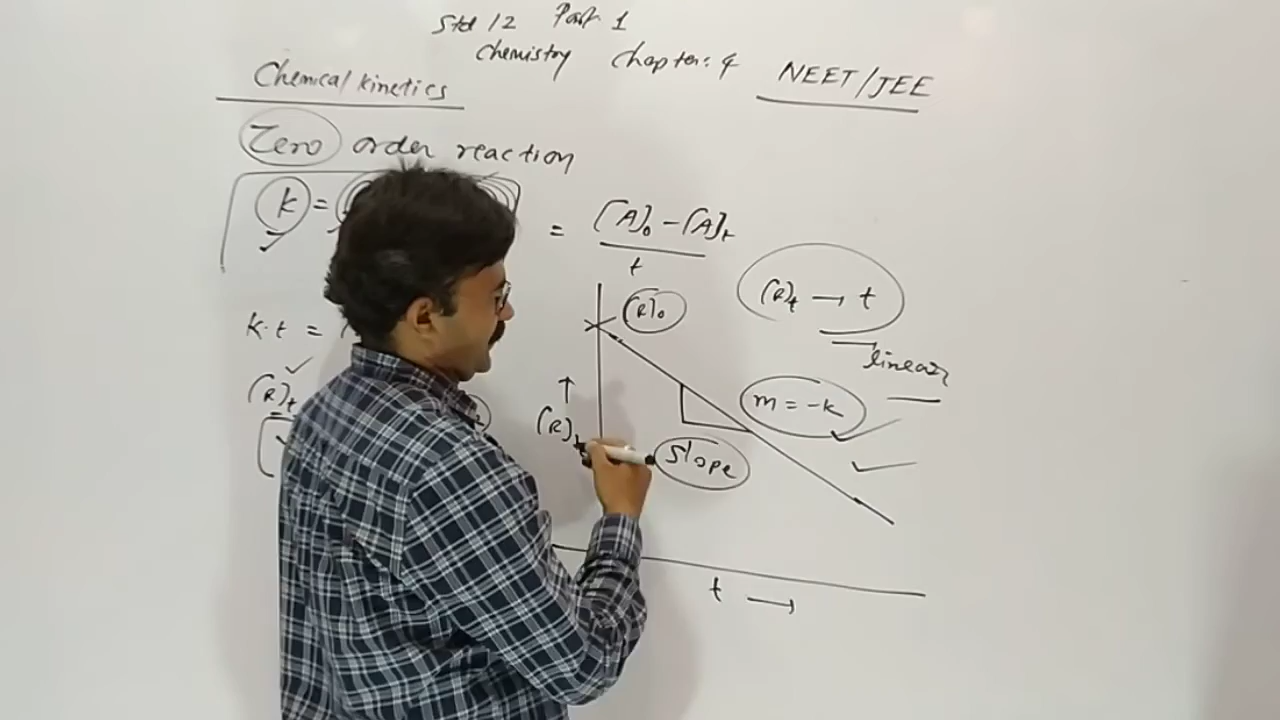 Std 12 Part 1
Chemistry Chapter: 4 NEET/JEE
Chemical kinetics
Zero order reaction
k = = [A]₀ - [A]t
t
[R]₀
[R]t → t
linear
k.t =
[R]t
m = -k
↑
[R]t
Slope
t →